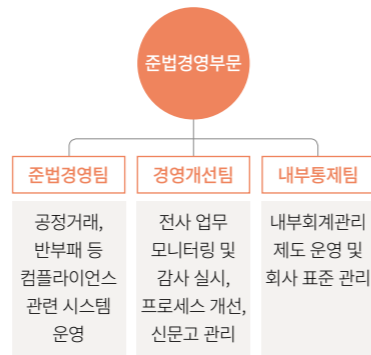 준법경영부문
준법경영팀
공정거래,
반부패 등
컴플라이언스
관련 시스템
운영
경영개선팀
전사 업무
모니터링 및
감사 실시,
프로세스 개선,
신문고 관리
내부통제팀
내부회계관리
제도 운영 및
회사 표준 관리